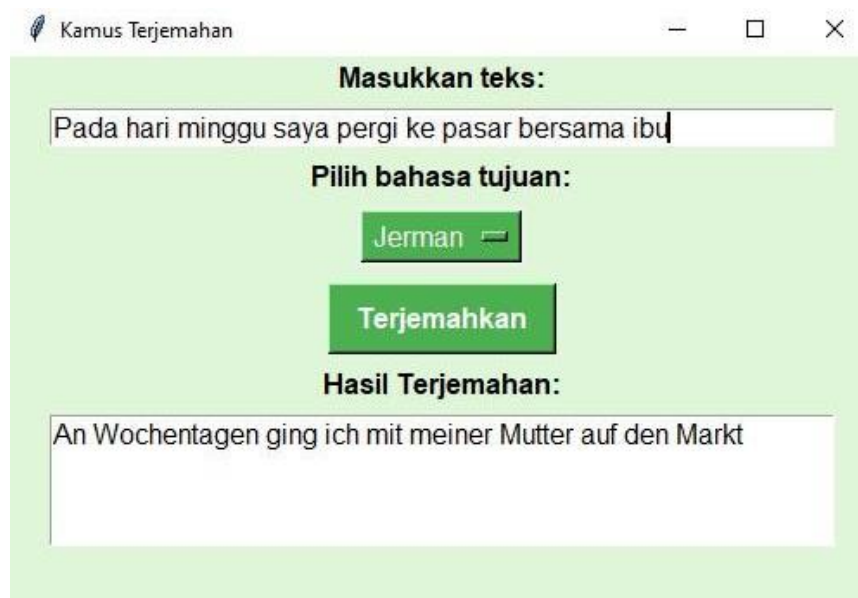 Kamus Terjemahan
Masukkan teks:
Pada hari minggu saya pergi ke pasar bersama ibu
Pilih bahasa tujuan:
Jerman
Terjemahkan
Hasil Terjemahan:
An Wochentagen ging ich mit meiner Mutter auf den Markt